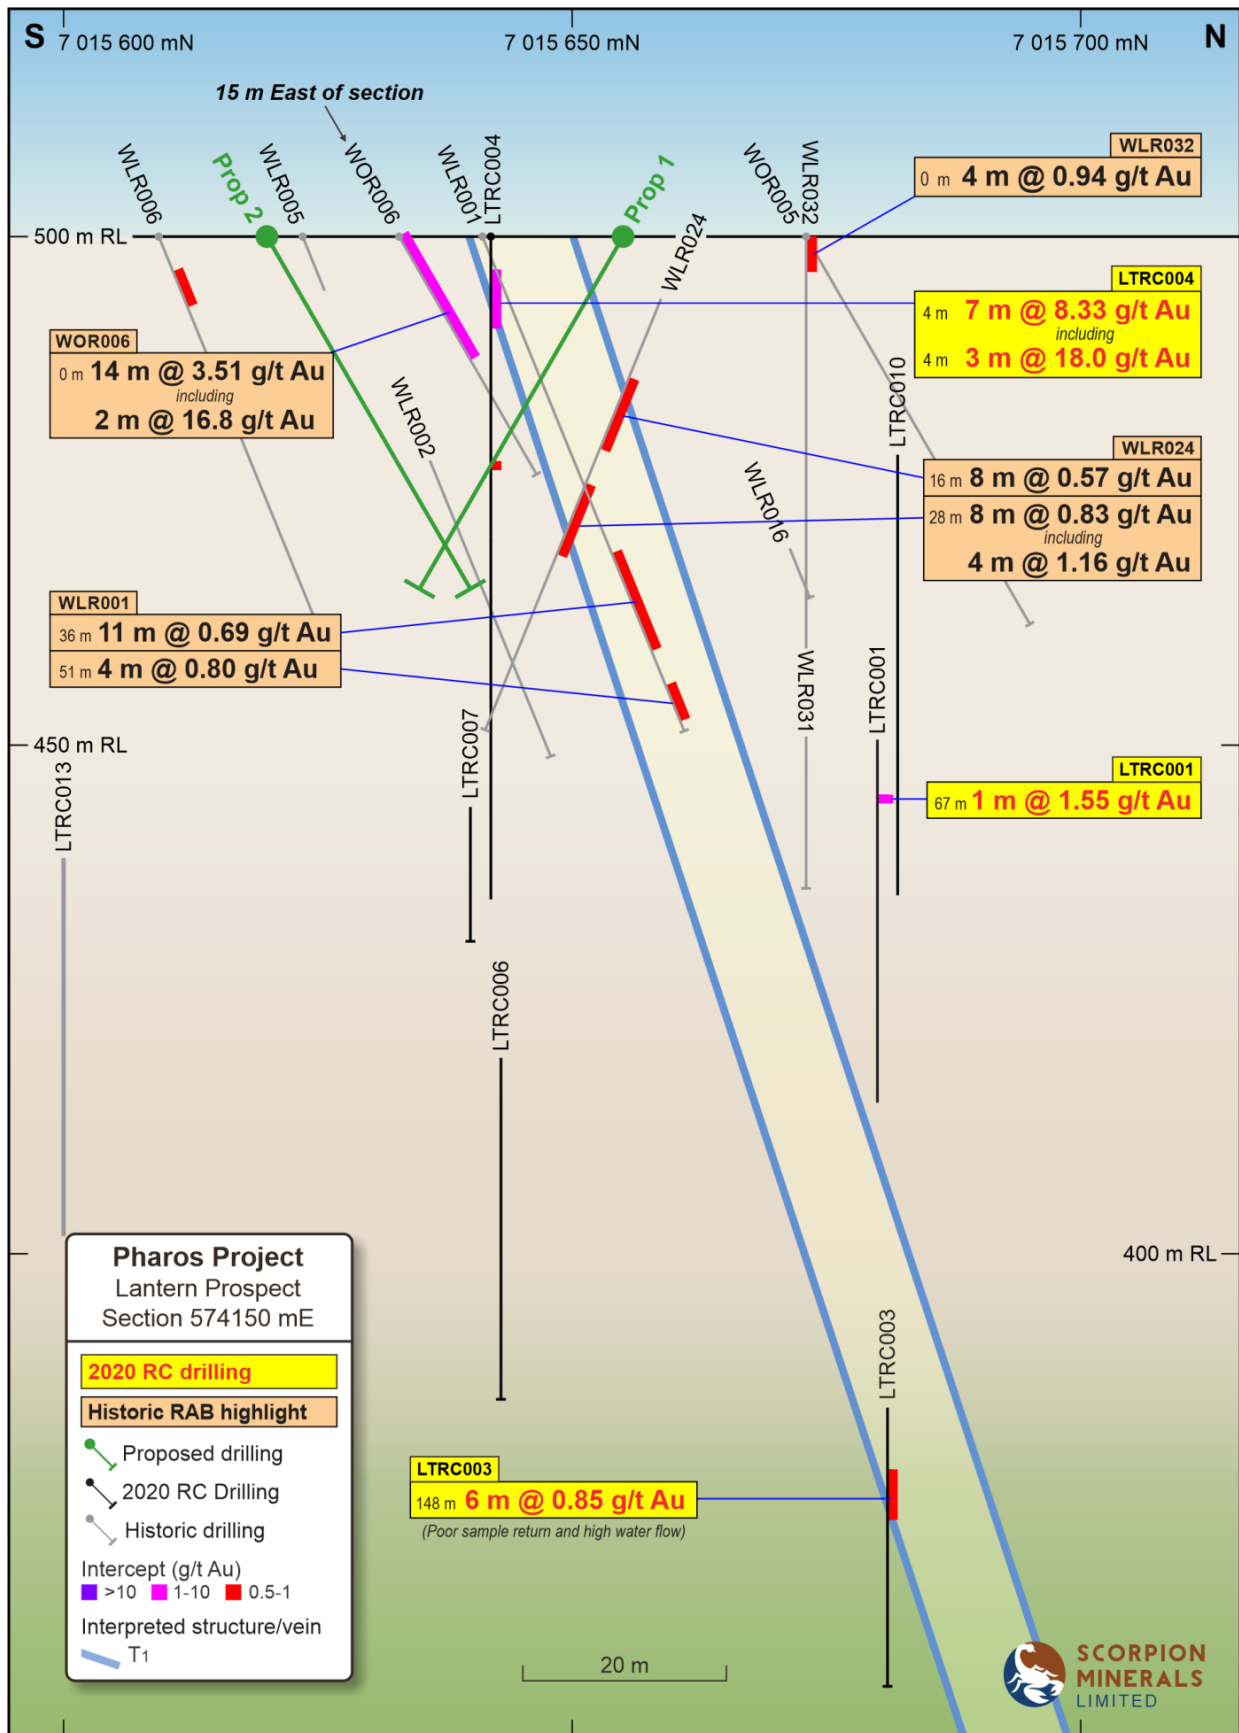 S
7 015 600 mN
7 015 650 mN
7 015 700 mN
N
15 m East of section
WLR006
Prop 2
WLR005
WOR006
WLR001
LTRC004
Prop 1
WLR024
WOR005
WLR032
WLR032
0 m 4 m @ 0.94 g/t Au
500 m RL
LTRC004
4 m 7 m @ 8.33 g/t Au
including
4 m 3 m @ 18.0 g/t Au
WOR006
0 m 14 m @ 3.51 g/t Au
including
2 m @ 16.8 g/t Au
WLR002
LTRC010
WLR024
16 m 8 m @ 0.57 g/t Au
28 m 8 m @ 0.83 g/t Au
including
4 m @ 1.16 g/t Au
WLR016
WLR001
36 m 11 m @ 0.69 g/t Au
51 m 4 m @ 0.80 g/t Au
WLR031
LTRC001
LTRC007
450 m RL
LTRC013
LTRC001
67 m 1 m @ 1.55 g/t Au
LTRC006
400 m RL
LTRC003
LTRC003
148 m 6 m @ 0.85 g/t Au
(Poor sample return and high water flow)
Pharos Project
Lantern Prospect
Section 574150 mE
2020 RC drilling
Historic RAB highlight
Proposed drilling
2020 RC Drilling
Historic drilling
Intercept (g/t Au)
>10 1-10 0.5-1
Interpreted structure/vein
T1
20 m
SCORPION
MINERALS
LIMITED